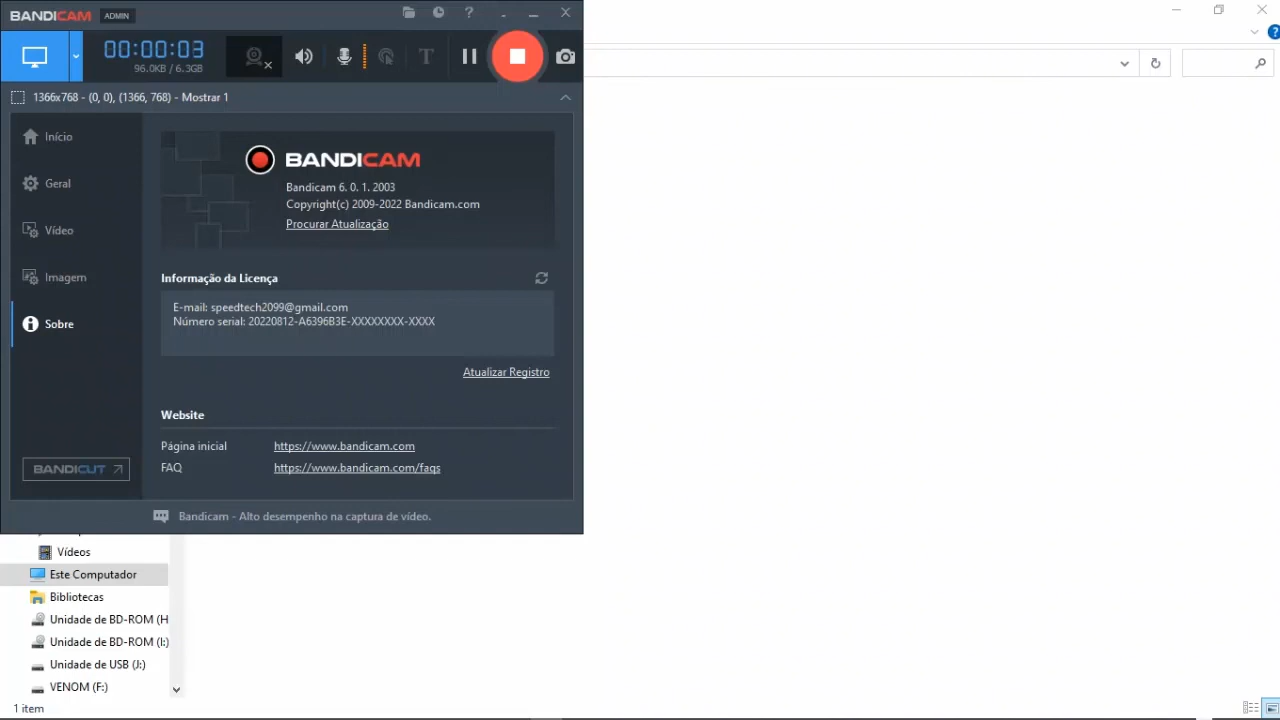 BANDICAM ADMIN
00:00:03
96.0KB / 6.3GB
1366x768 - (0, 0), (1366, 768) - Mostrar 1
Início
Geral
Vídeo
Imagem
Sobre
BANDICUT
BANDICAM
Bandicam 6. 0. 1. 2003
Copyright(c) 2009-2022 Bandicam.com
Procurar Atualização
Informação da Licença
E-mail: speedtech2099@gmail.com
Número serial: 20220812-A6396B3E-XXXXXXXX-XXXX
Atualizar Registro
Website
Página inicial https://www.bandicam.com
FAQ https://www.bandicam.com/faqs
Bandicam - Alto desempenho na captura de vídeo.
Vídeos
Este Computador
Bibliotecas
Unidade de BD-ROM (H
Unidade de BD-ROM (I:)
Unidade de USB (J:)
VENOM (F:)
1 item